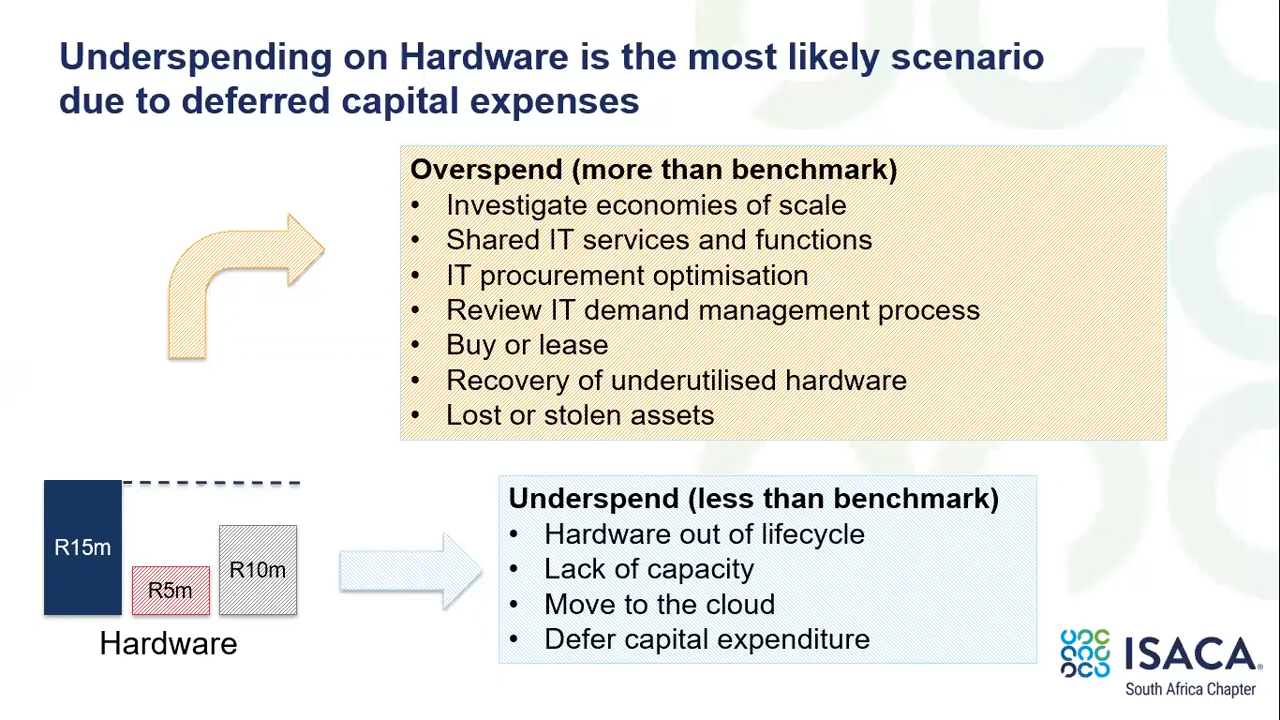 Underspending on Hardware is the most likely scenario
due to deferred capital expenses
Overspend (more than benchmark)
• Investigate economies of scale
• Shared IT services and functions
• IT procurement optimisation
• Review IT demand management process
• Buy or lease
• Recovery of underutilised hardware
• Lost or stolen assets
R15m
R5m
R10m
Hardware
Underspend (less than benchmark)
• Hardware out of lifecycle
• Lack of capacity
• Move to the cloud
• Defer capital expenditure
ISACA®
South Africa Chapter